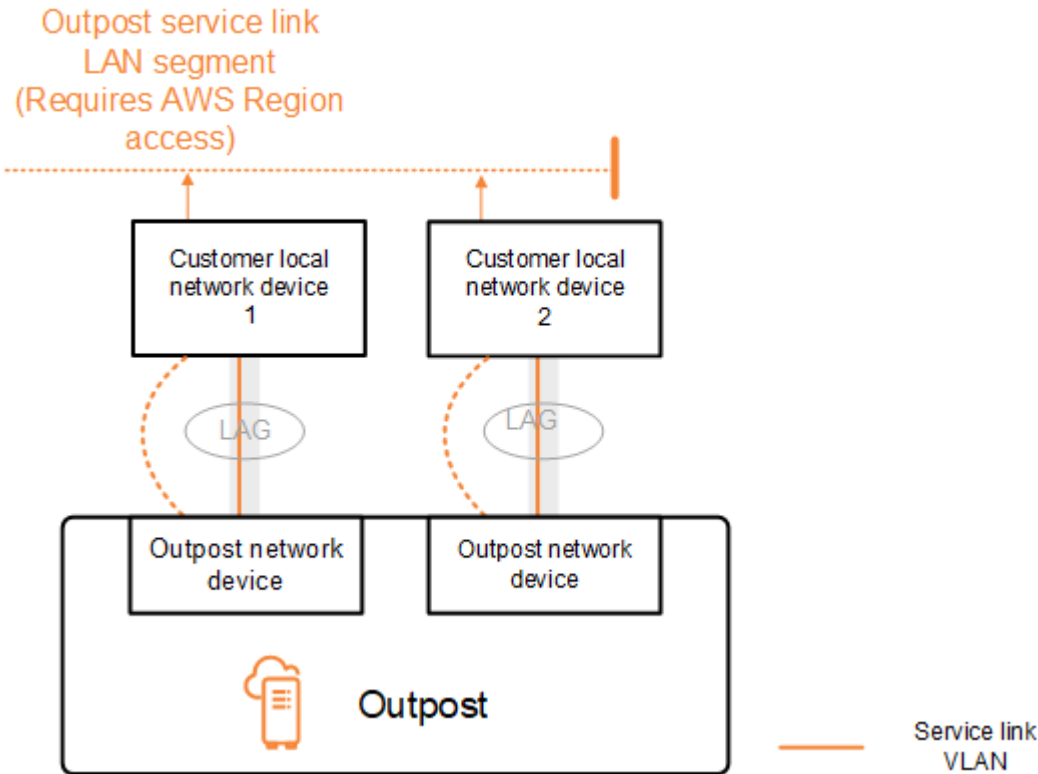 Outpost service link
LAN segment
(Requires AWS Region
access)
Customer local
network device
1
Customer local
network device
2
LAG
LAG
Outpost network
device
Outpost network
device
Outpost
Service link
VLAN